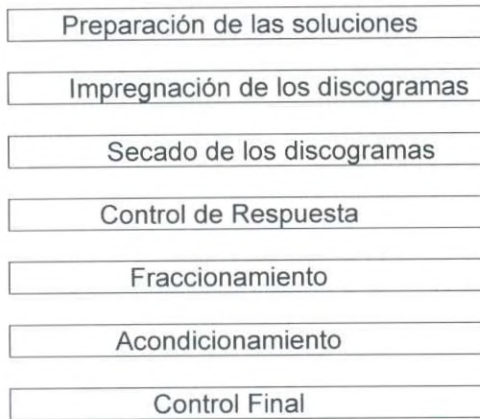 Preparación de las soluciones
Impregnación de los discogramas
Secado de los discogramas
Control de Respuesta
Fraccionamiento
Acondicionamiento
Control Final